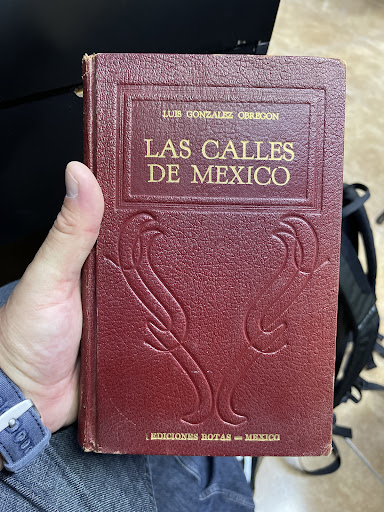 LUIS GONZALEZ OBREGON
LAS CALLES
DE MEXICO
EDICIONES BOTAS — MEXICO